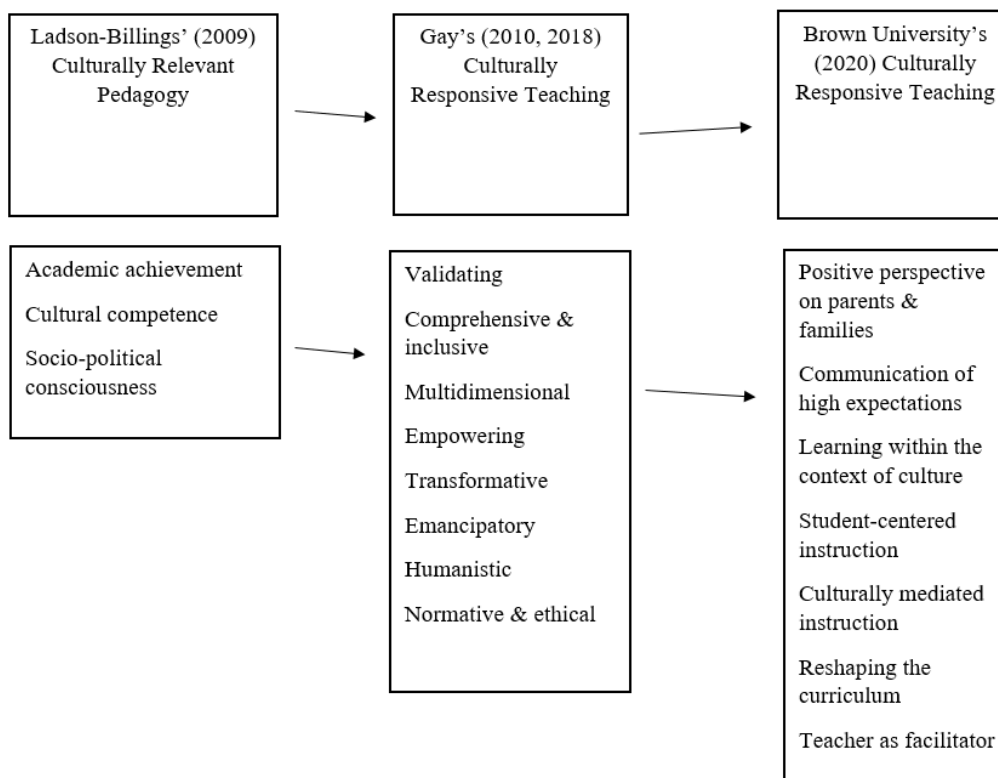 Ladson-Billings’ (2009)
Culturally Relevant
Pedagogy
Gay’s (2010, 2018)
Culturally
Responsive Teaching
Brown University’s
(2020) Culturally
Responsive Teaching
Academic achievement
Cultural competence
Socio-political
consciousness
Validating
Comprehensive &
inclusive
Multidimensional
Empowering
Transformative
Emancipatory
Humanistic
Normative & ethical
Positive perspective
on parents &
families
Communication of
high expectations
Learning within the
context of culture
Student-centered
instruction
Culturally mediated
instruction
Reshaping the
curriculum
Teacher as facilitator